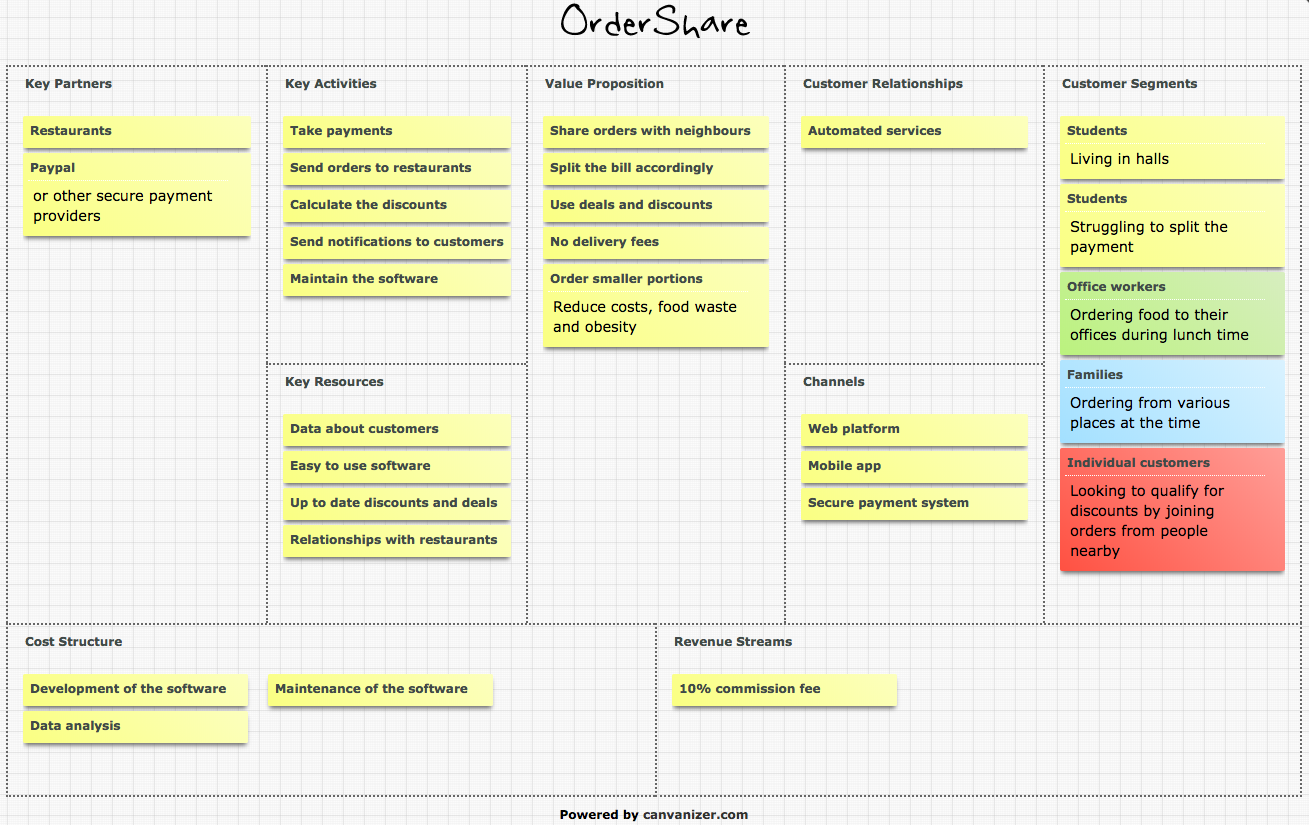 OrderShare
Key Partners
Restaurants
Paypal
or other secure payment
providers
Key Activities
Take payments
Send orders to restaurants
Calculate the discounts
Send notifications to customers
Maintain the software
Key Resources
Data about customers
Easy to use software
Up to date discounts and deals
Relationships with restaurants
Value Proposition
Share orders with neighbours
Split the bill accordingly
Use deals and discounts
No delivery fees
Order smaller portions
Reduce costs, food waste
and obesity
Customer Relationships
Automated services
Channels
Web platform
Mobile app
Secure payment system
Customer Segments
Students
Living in halls
Students
Struggling to split the
payment
Office workers
Ordering food to their
offices during lunch time
Families
Ordering from various
places at the time
Individual customers
Looking to qualify for
discounts by joining
orders from people
nearby
Cost Structure
Development of the software
Maintenance of the software
Data analysis
Revenue Streams
10% commission fee
Powered by canvanizer.com